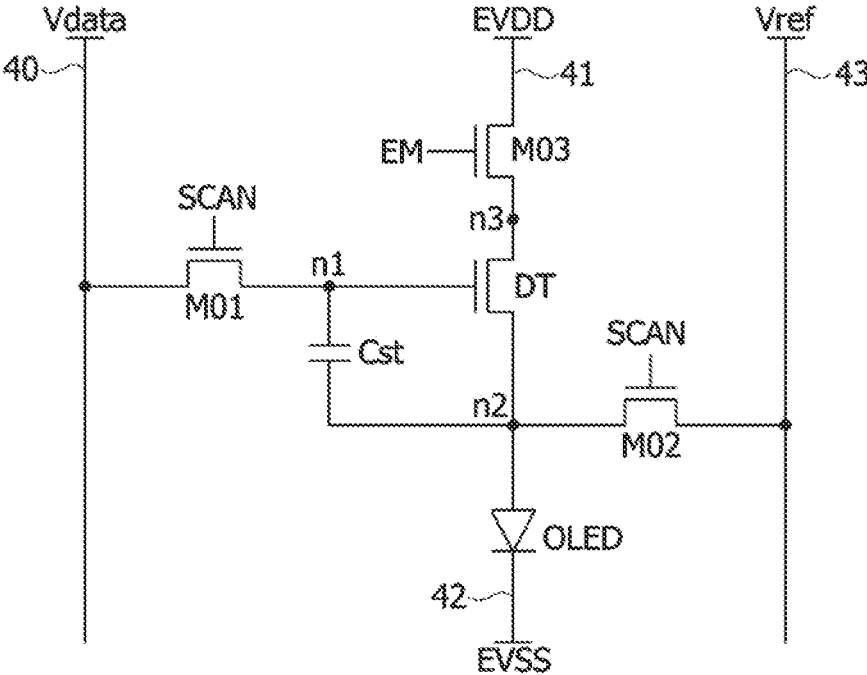 Vdata
EVDD
Vref
40
41
43
EM
M03
SCAN
n3
n1
DT
M01
Cst
SCAN
n2
M02
OLED
42
EVSS